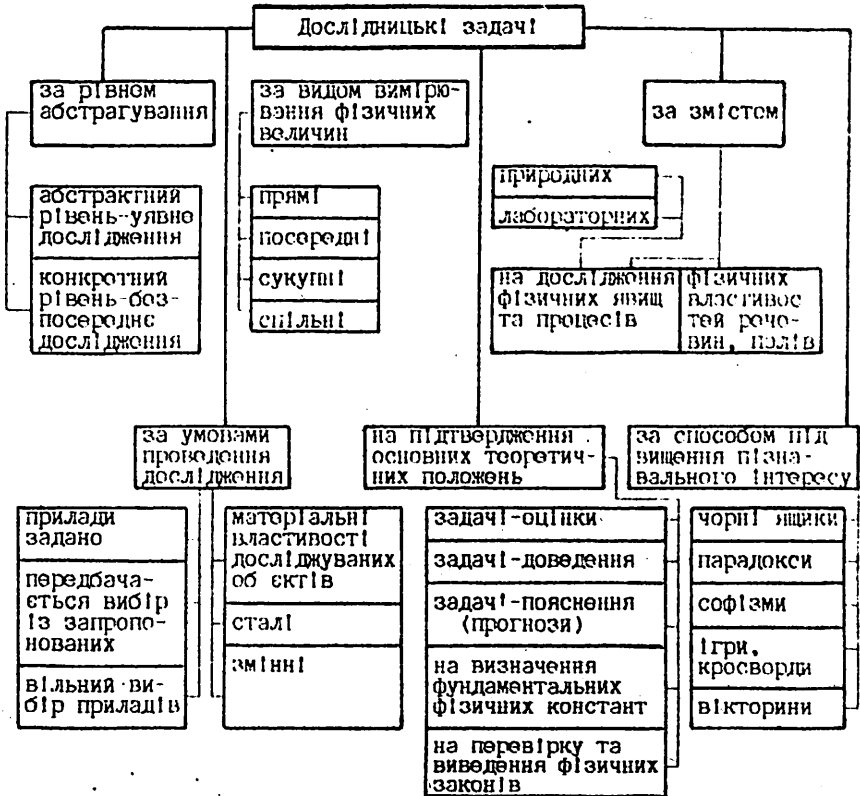 Дослідницькі задачі
за рівнем
абстрагування
за видом вимірю-
вання фізичних
величин
за змістем
абстрактний
рівень-уявне
дослідження
конкретний
рівень-без-
посереднє
дослідження
прямі
посередні
сукупні
спільні
природних
лабораторних
на дослідження
фізичних явищ
та процесів
фізичних
властивос
тей речо-
вин, полів
за умовами
проведення
дослідження
на підтвердження
основних теоретич-
них положень
за способом під
вищення пізна-
вального інтересу
прилади
задано
передбача-
ється вибір
із запропо-
нованих
вільний ви-
бір приладів
матеріальні
властивості
досліджуваних
об єктів
сталі
змінні
задачі-оцінки
задачі-доведення
задачі-пояснення
(прогнози)
на визначення
фундаментальних
фізичних констант
на перевірку та
виведення фізичних
законів
чорні ящики
парадокси
софізми
ігри,
кросворди
вікторини